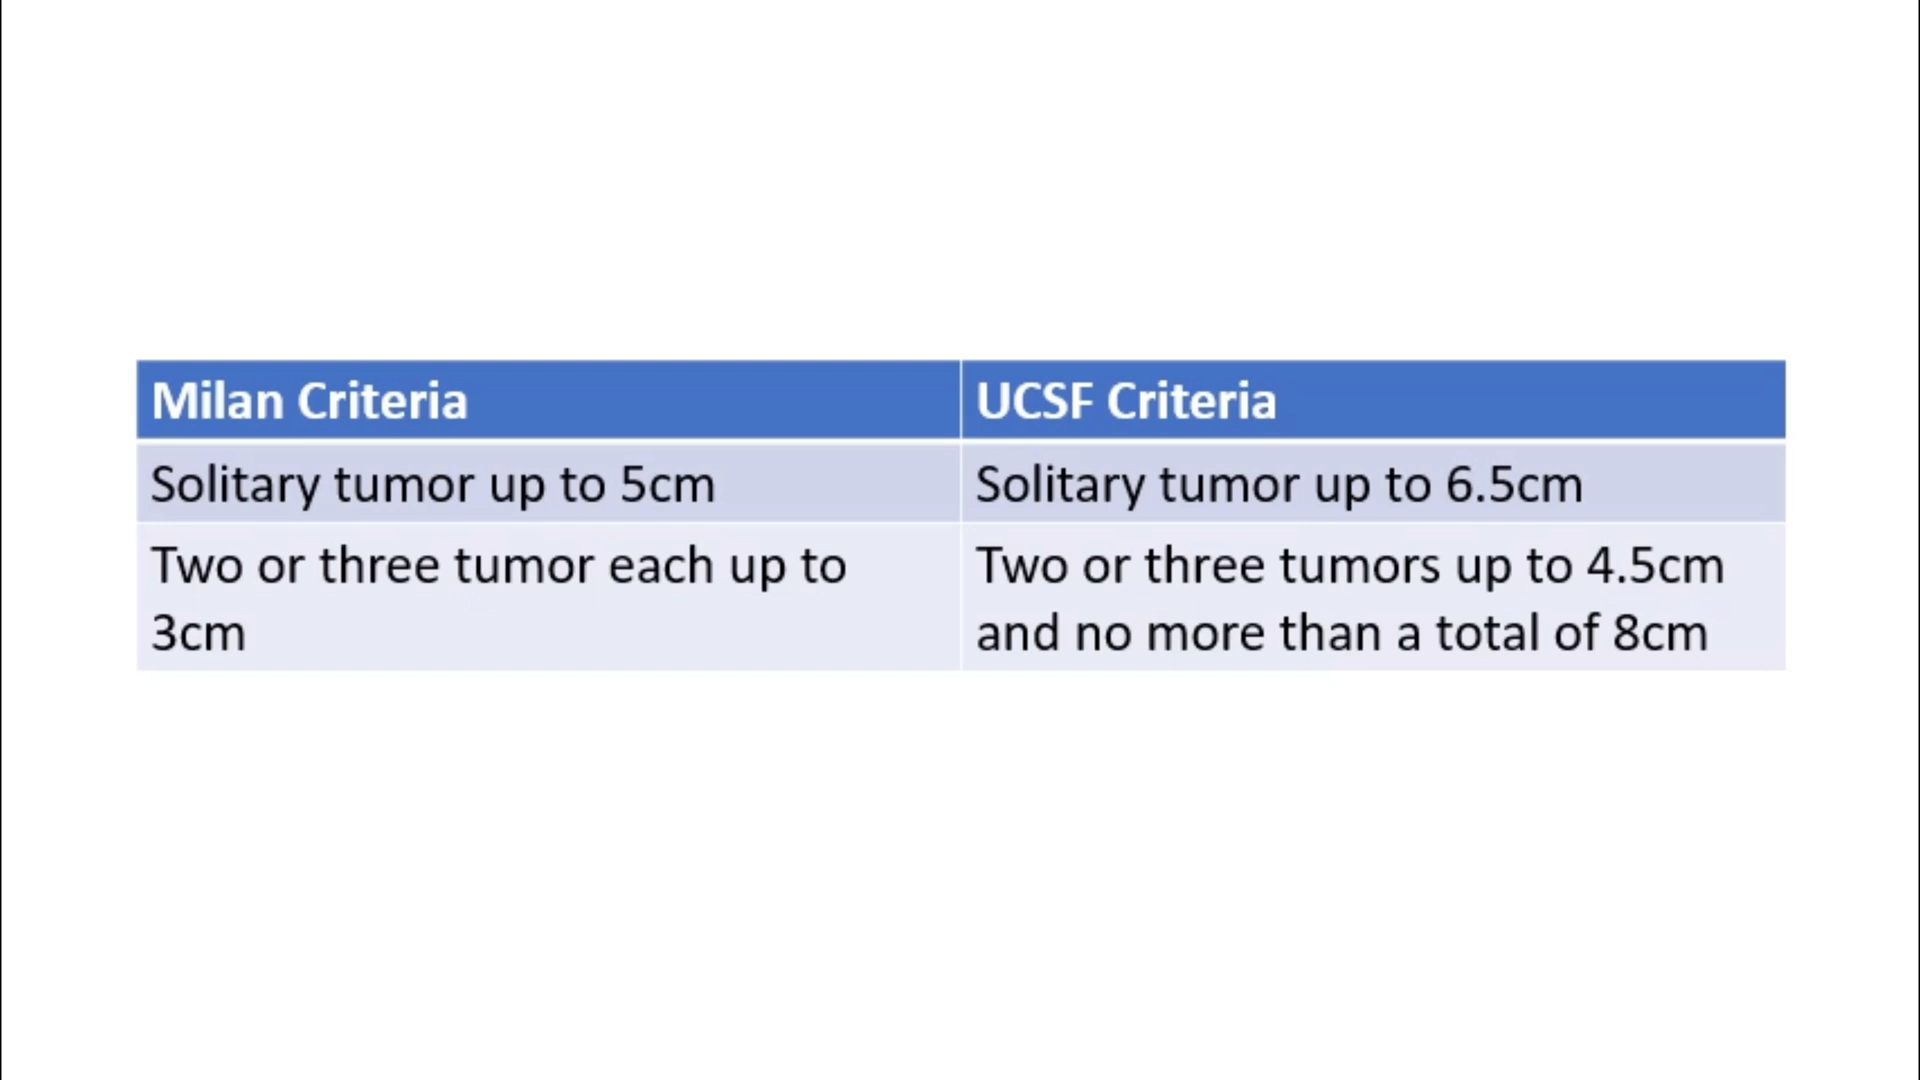 Milan Criteria
UCSF Criteria
Solitary tumor up to 5cm
Solitary tumor up to 6.5cm
Two or three tumor each up to
3cm
Two or three tumors up to 4.5cm
and no more than a total of 8cm